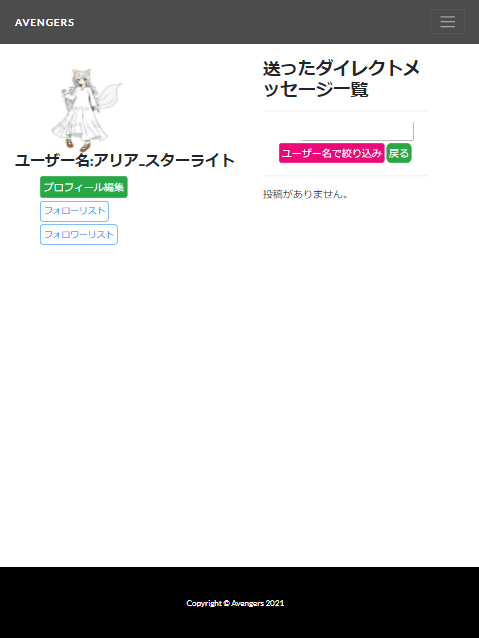 AVENGERS
ユーザー名:アリア_スターライト
プロフィール編集
フォローリスト
フォロワーリスト
送ったダイレクトメ
ッセージ一覧
ユーザー名で絞り込み 戻る
投稿がありません。
Copyright © Avengers 2021